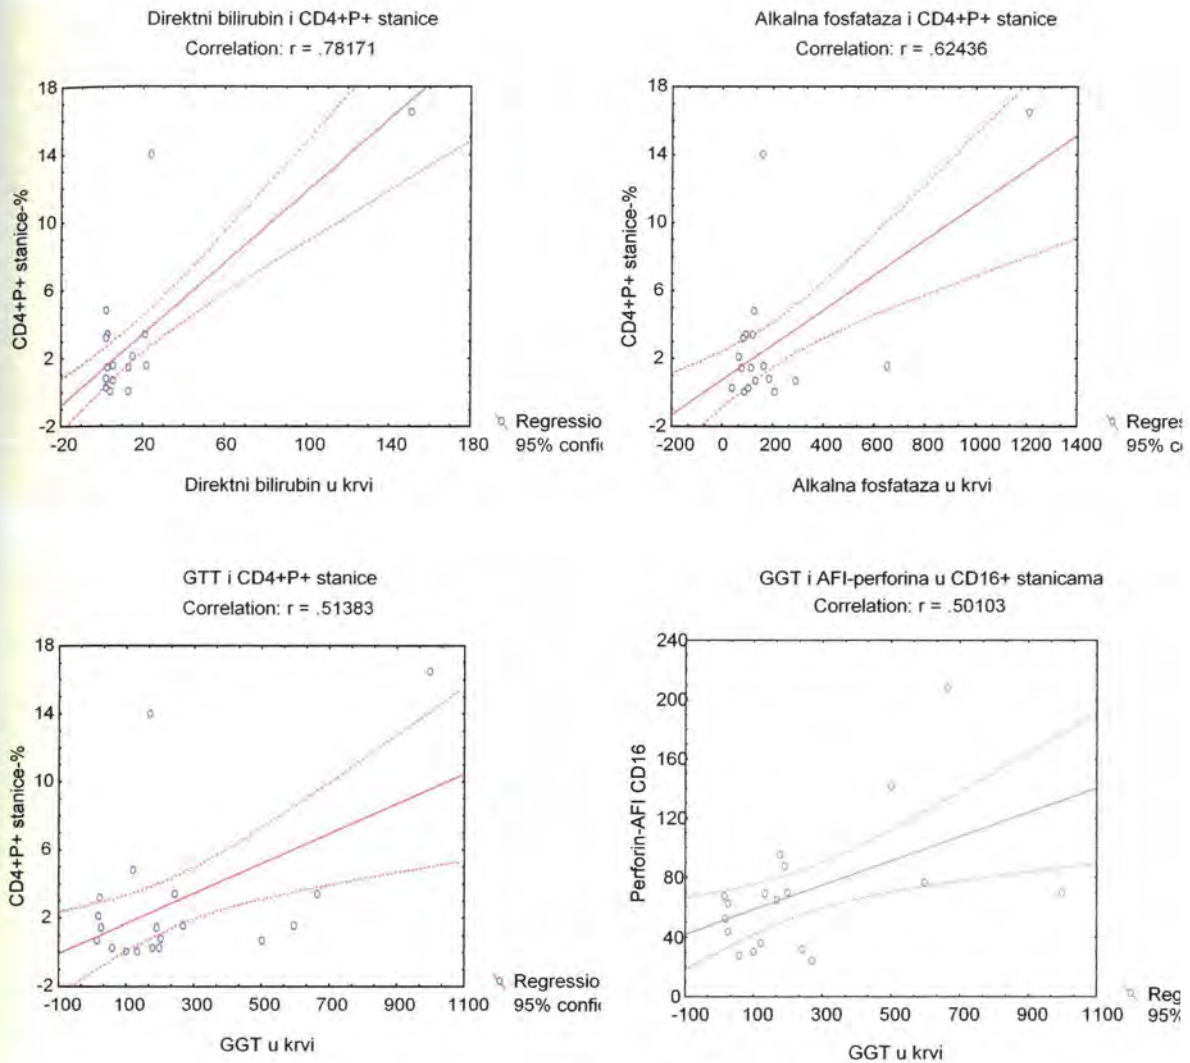 Direktni bilirubin i CD4+P+ stanice
Correlation: r = .78171
18
14
10
6
2
-2
CD4+P+ stanice-%
-20 20 60 100 140 180
Direktni bilirubin u krvi
Regressio
95% confi
Alkalna fosfataza i CD4+P+ stanice
Correlation: r = .62436
18
14
10
6
2
-2
CD4+P+ stanice-%
-200 0 200 400 600 800 1000 1200 1400
Alkalna fosfataza u krvi
Regres
95% c
GTT i CD4+P+ stanice
Correlation: r = .51383
18
14
10
6
2
-2
CD4+P+ stanice-%
-100 100 300 500 700 900 1100
GGT u krvi
Regressio
95% confi
GGT i AFI-perforina u CD16+ stanicama
Correlation: r = .50103
240
200
160
120
80
40
0
Perforin-AFI CD16
-100 100 300 500 700 900 1100
GGT u krvi
Reg
95%